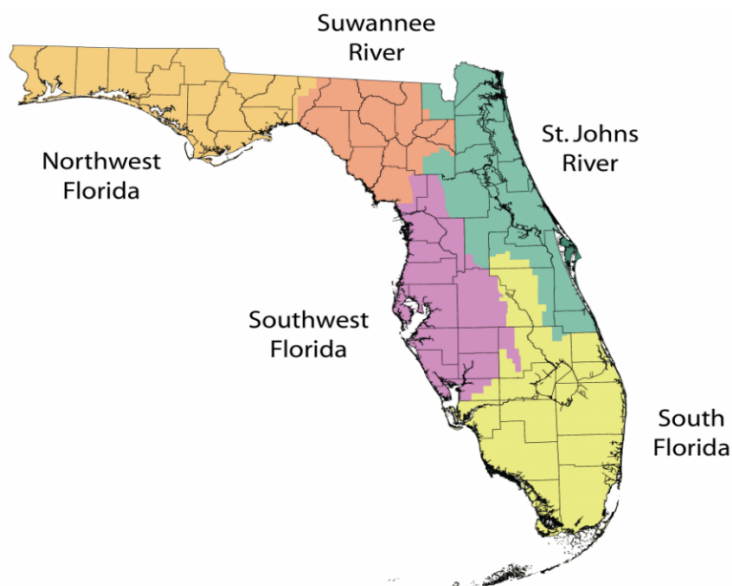 Suwannee
River
St. Johns
River
Northwest
Florida
Southwest
Florida
South
Florida